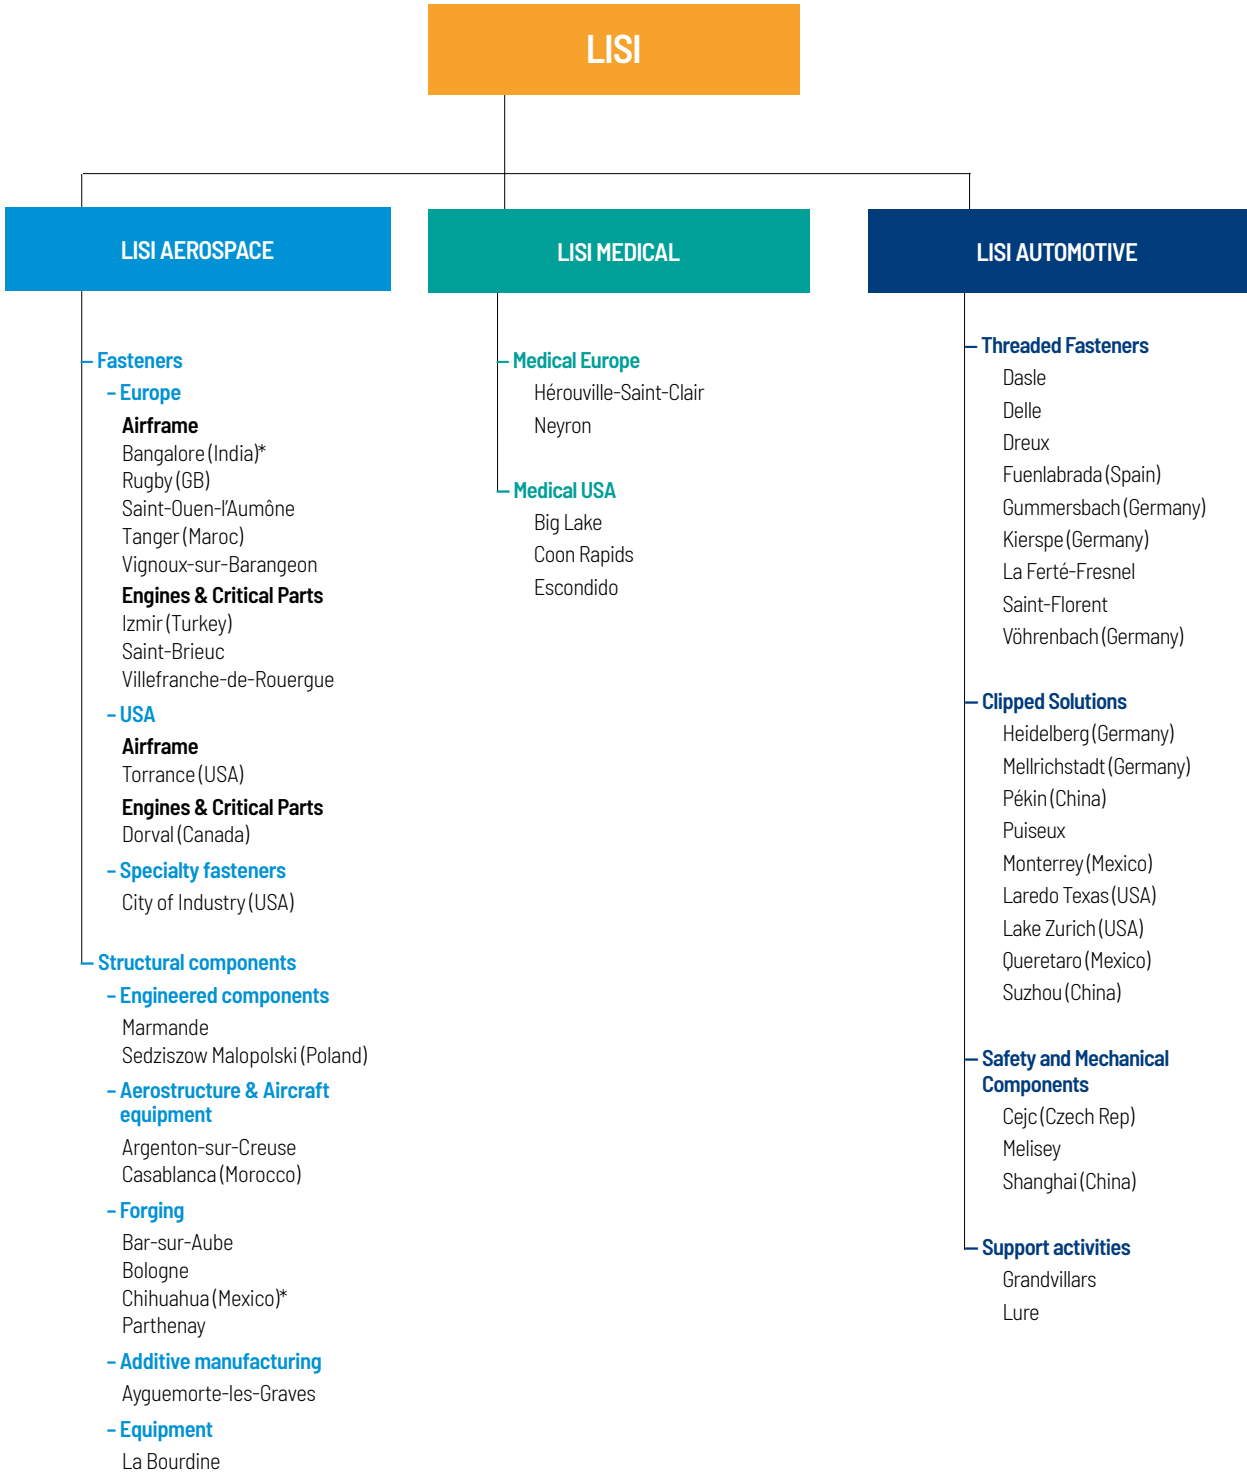 LISI
LISI AEROSPACE
– Fasteners
– Europe
Airframe
Bangalore (India)*
Rugby (GB)
Saint-Ouen-l'Aumône
Tanger (Maroc)
Vignoux-sur-Barangeon
Engines & Critical Parts
Izmir (Turkey)
Saint-Brieuc
Villefranche-de-Rouergue
– USA
Airframe
Torrance (USA)
Engines & Critical Parts
Dorval (Canada)
– Specialty fasteners
City of Industry (USA)
– Structural components
– Engineered components
Marmande
Sedziszow Malopolski (Poland)
– Aerostructure & Aircraft
equipment
Argenton-sur-Creuse
Casablanca (Morocco)
– Forging
Bar-sur-Aube
Bologne
Chihuahua (Mexico)*
Parthenay
– Additive manufacturing
Ayguemorte-les-Graves
– Equipment
La Bourdine
LISI MEDICAL
– Medical Europe
Hérouville-Saint-Clair
Neyron
– Medical USA
Big Lake
Coon Rapids
Escondido
LISI AUTOMOTIVE
– Threaded Fasteners
Dasle
Delle
Dreux
Fuenlabrada (Spain)
Gummersbach (Germany)
Kierspe (Germany)
La Ferté-Fresnel
Saint-Florent
Vöhrenbach (Germany)
– Clipped Solutions
Heidelberg (Germany)
Mellrichstadt (Germany)
Pékin (China)
Puiseux
Monterrey (Mexico)
Laredo Texas (USA)
Lake Zurich (USA)
Queretaro (Mexico)
Suzhou (China)
– Safety and Mechanical
Components
Cejc (Czech Rep)
Melisey
Shanghai (China)
– Support activities
Grandvillars
Lure